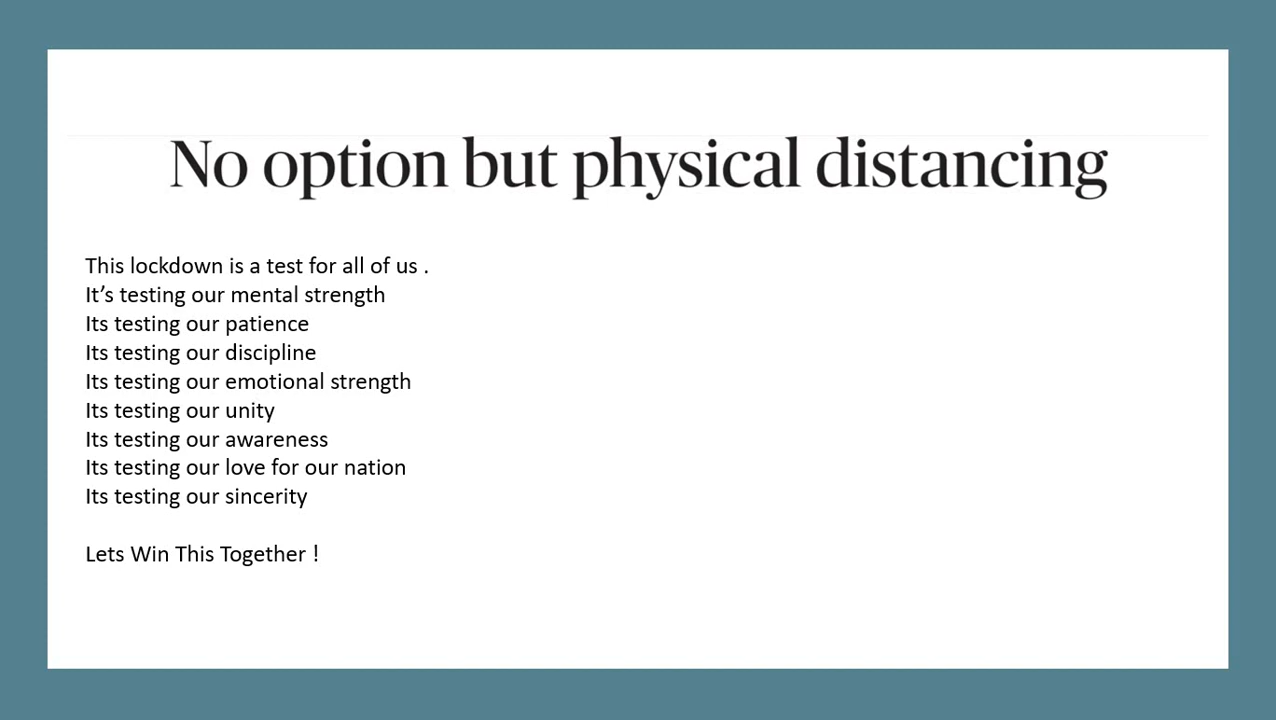 No option but physical distancing
This lockdown is a test for all of us .
It’s testing our mental strength
Its testing our patience
Its testing our discipline
Its testing our emotional strength
Its testing our unity
Its testing our awareness
Its testing our love for our nation
Its testing our sincerity
Lets Win This Together !